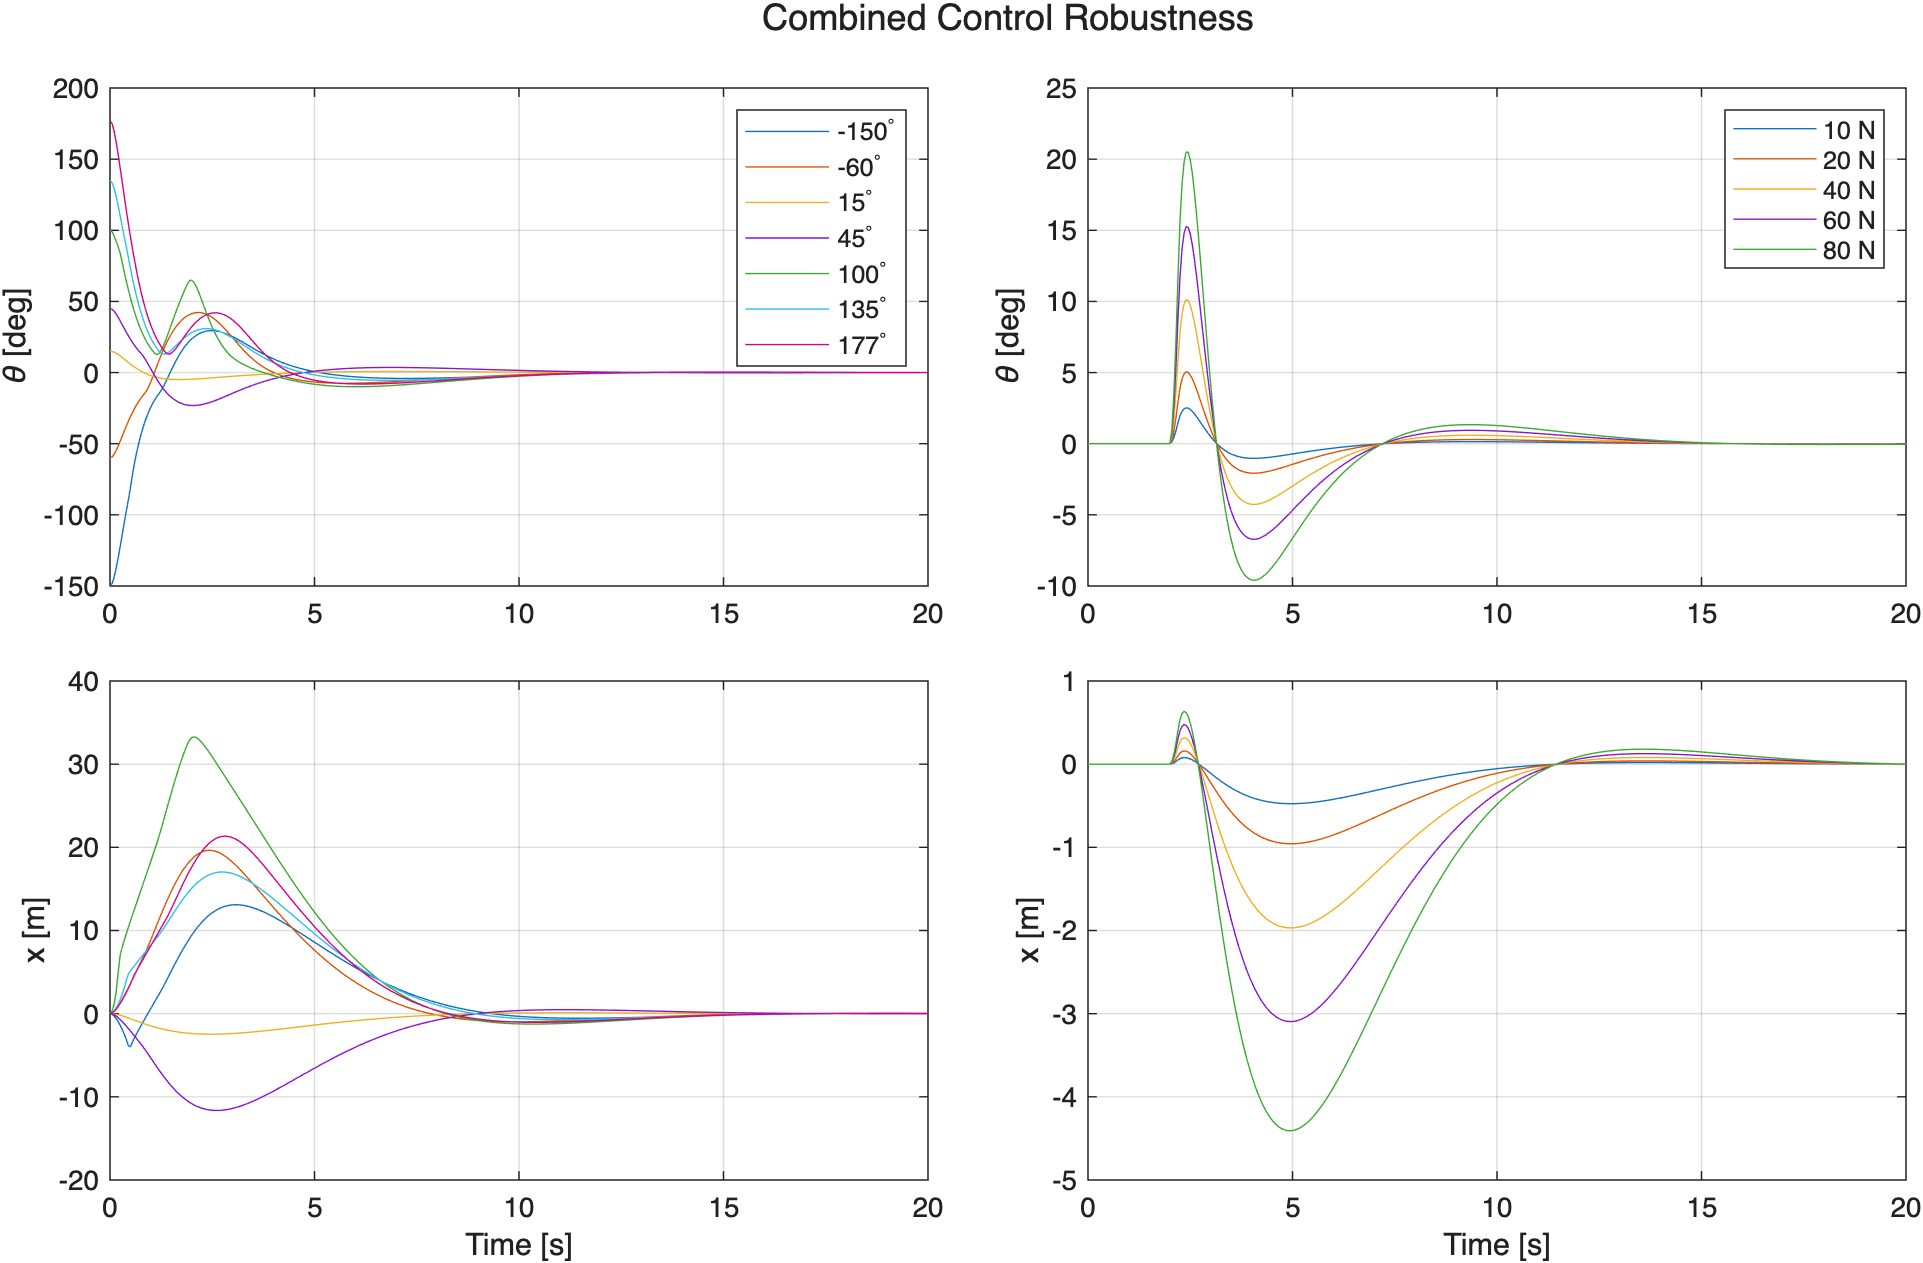 Combined Control Robustness
200
150
100
50
0
-50
-100
-150
0 5 10 15 20
θ [deg]
-150°
-60°
15°
45°
100°
135°
177°
25
20
15
10
5
0
-5
-10
0 5 10 15 20
θ [deg]
10 N
20 N
40 N
60 N
80 N
40
30
20
10
0
-10
-20
0 5 10 15 20
x [m]
Time [s]
1
0
-1
-2
-3
-4
-5
0 5 10 15 20
x [m]
Time [s]